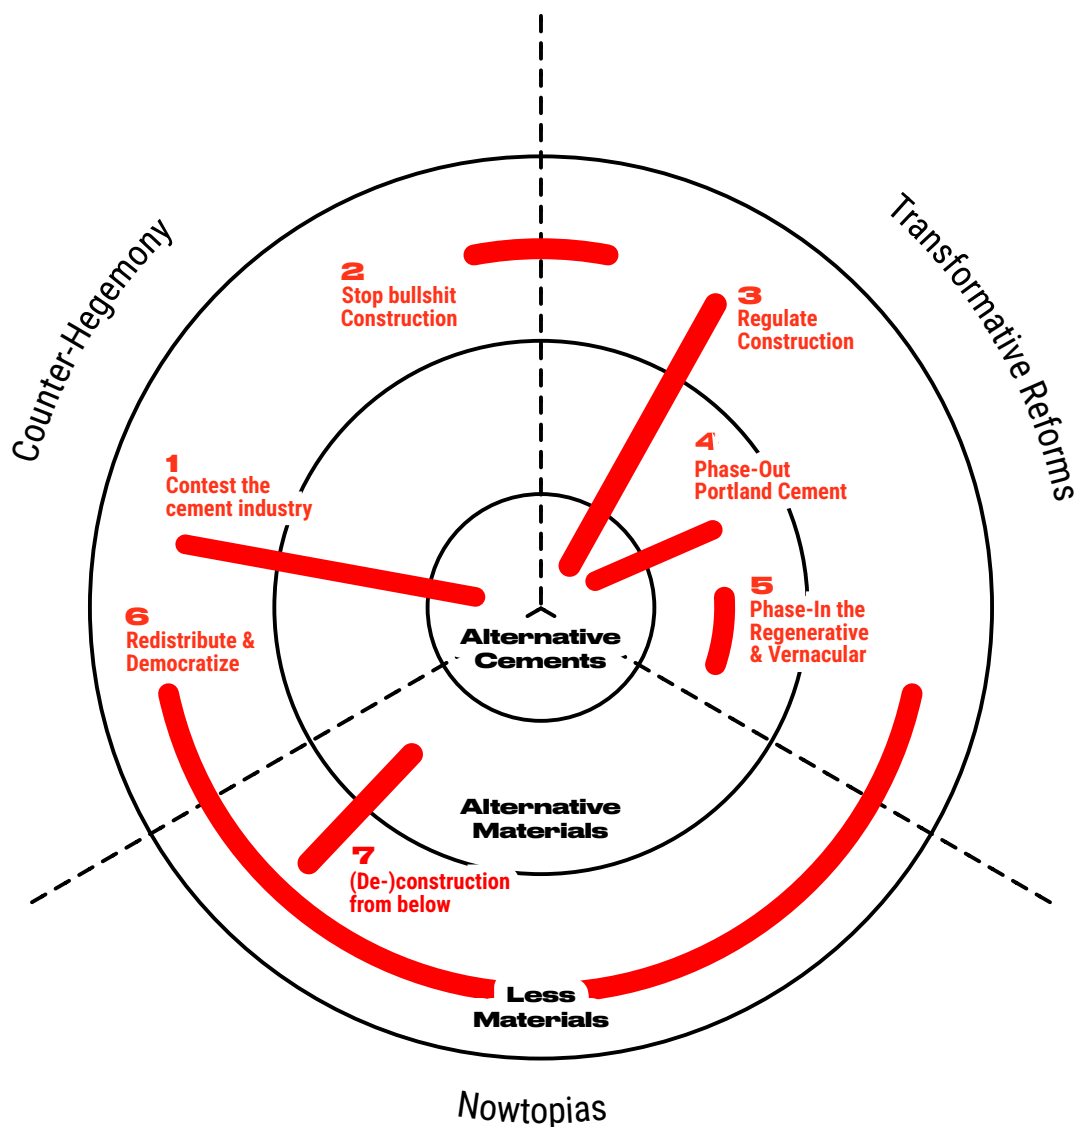 Counter-Hegemony
Transformative Reforms
2
Stop bullshit
Construction
3
Regulate
Construction
4
Phase-Out
Portland Cement
1
Contest the
cement industry
5
Phase-In the
Regenerative
& Vernacular
6
Redistribute &
Democratize
Alternative
Cements
Alternative
Materials
7
(De-)construction
from below
Less
Materials
Nowtopias